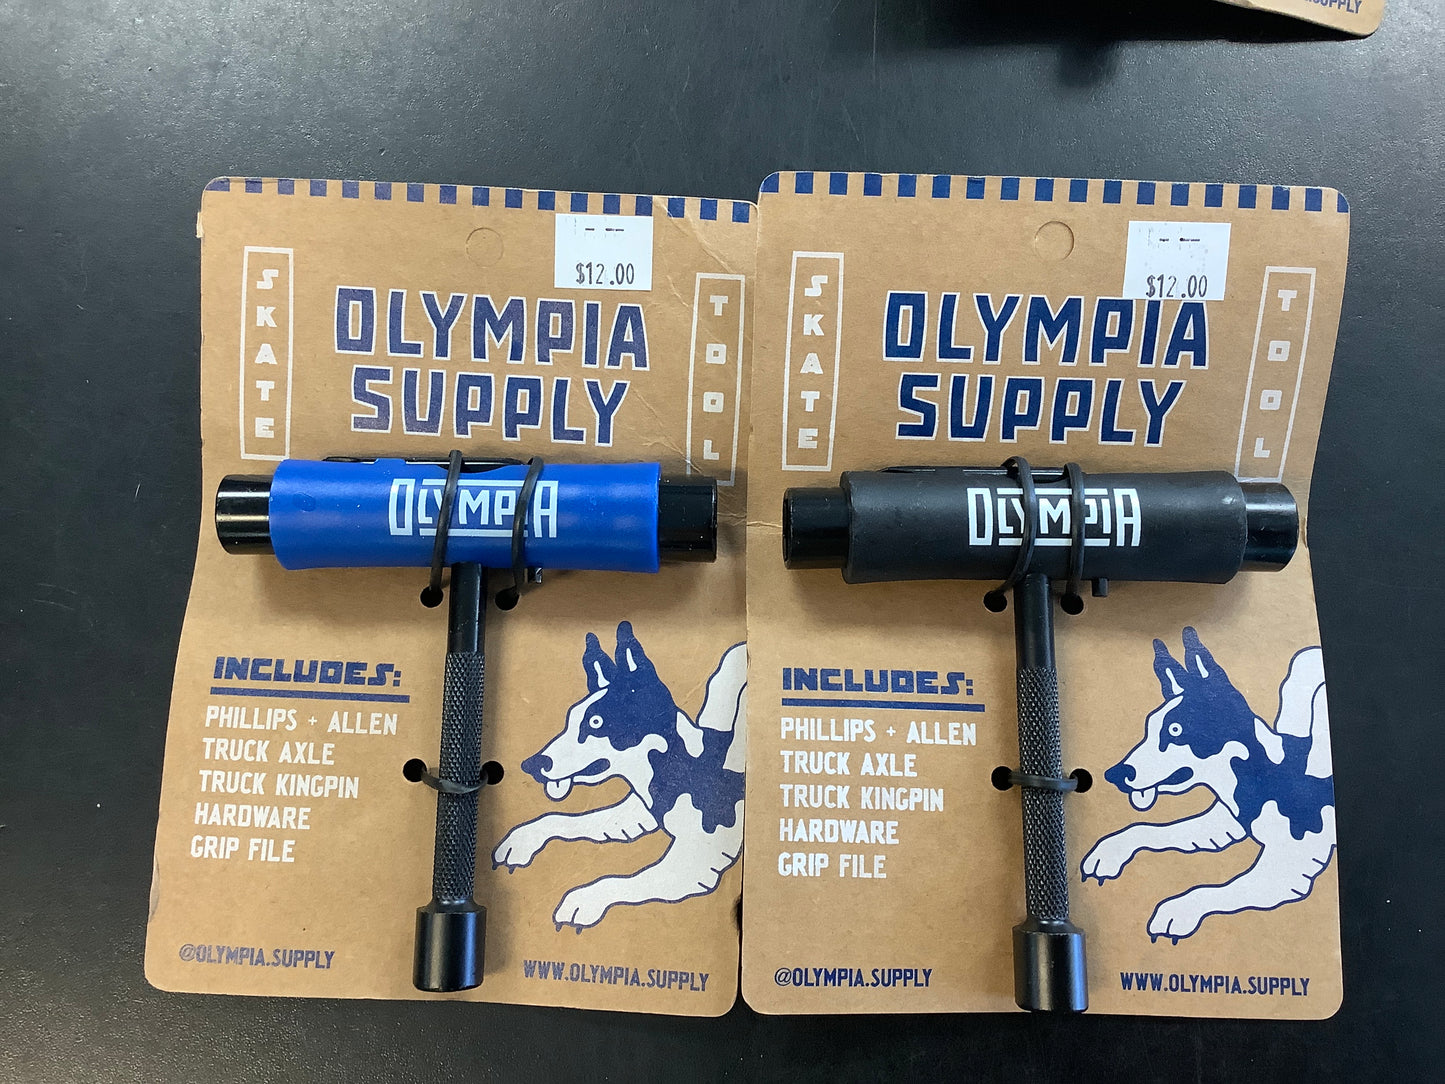 .SUPPLY
$12.00
SKATE
OLYMPIA
SUPPLY
TOOL
OLYMPIA
INCLUDES:
PHILLIPS + ALLEN
TRUCK AXLE
TRUCK KINGPIN
HARDWARE
GRIP FILE
@OLYMPIA.SUPPLY
WWW.OLYMPIA.SUPPLY
$12.00
SKATE
OLYMPIA
SUPPLY
TOOL
OLYMPIA
INCLUDES:
PHILLIPS + ALLEN
TRUCK AXLE
TRUCK KINGPIN
HARDWARE
GRIP FILE
@OLYMPIA.SUPPLY
WWW.OLYMPIA.SUPPLY